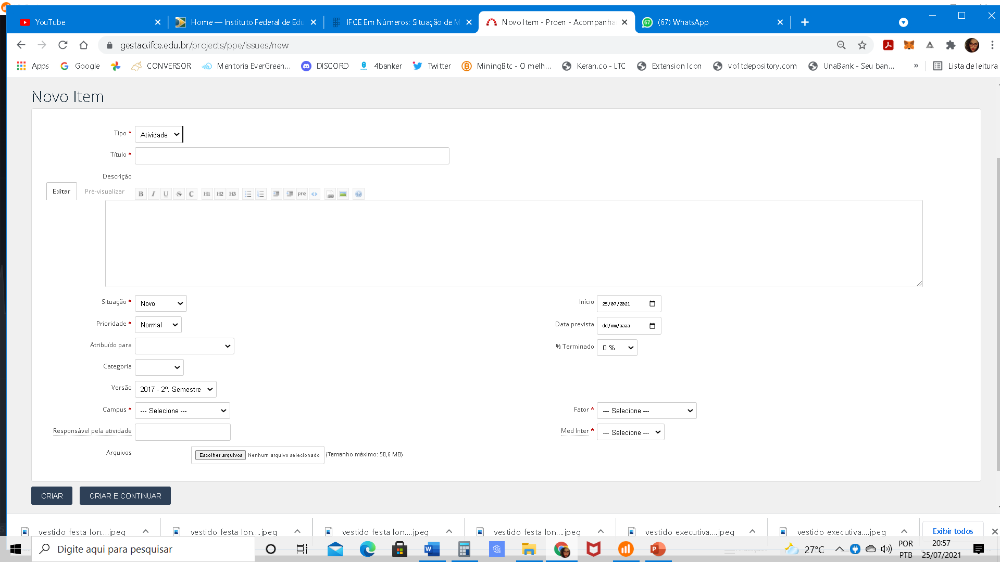 YouTube
Home — Instituto Federal de Edu
IFCE Em Números: Situação de M
Novo Item - Proen - Acompanha
(67) WhatsApp
gestao.ifce.edu.br/projects/ppe/issues/new
Apps
Google
CONVERSOR
Mentoria EverGreen...
DISCORD
4banker
Twitter
MiningBtc - O melh...
Keran.co - LTC
Extension Icon
vo1tdepository.com
UnaBank - Seu ban...
»
Lista de leitura
Novo Item
Tipo *
Atividade
Título *
Descrição
Editar
Pré-visualizar
B I U S C H1 H2 H3 pre <>
Situação *
Novo
Início
25/07/2021
Prioridade *
Normal
Data prevista
dd/mm/aaaa
Atribuído para
% Terminado
0 %
Categoria
Versão
2017 - 2º. Semestre
Campus *
--- Selecione ---
Fator *
--- Selecione ---
Responsável pela atividade
Med Inter *
--- Selecione ---
Arquivos
Escolher arquivos
Nenhum arquivo selecionado
(Tamanho máximo: 58,6 MB)
CRIAR
CRIAR E CONTINUAR
vestido festa lon....jpeg
vestido festa lon....jpeg
vestido festa lon....jpeg
vestido festa lon....jpeg
vestido executiva....jpeg
vestido executiva....jpeg
Exibir todos
Digite aqui para pesquisar
27°C
POR
PTB
20:57
25/07/2021